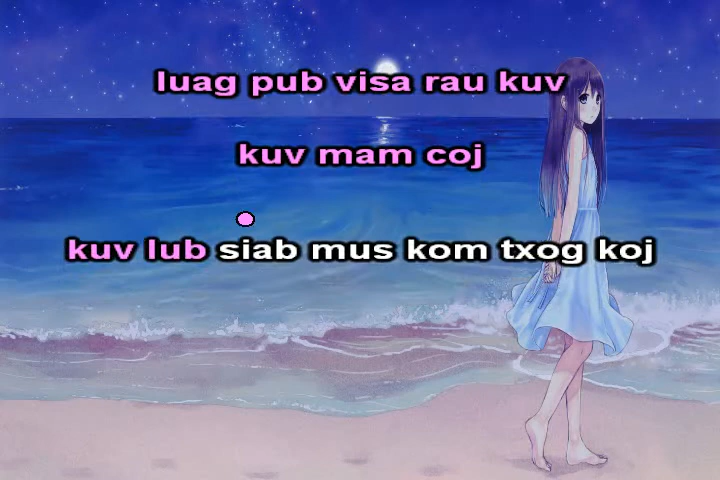 luag pub visa rau kuv
kuv mam coj
kuv lub siab mus kom txog koj